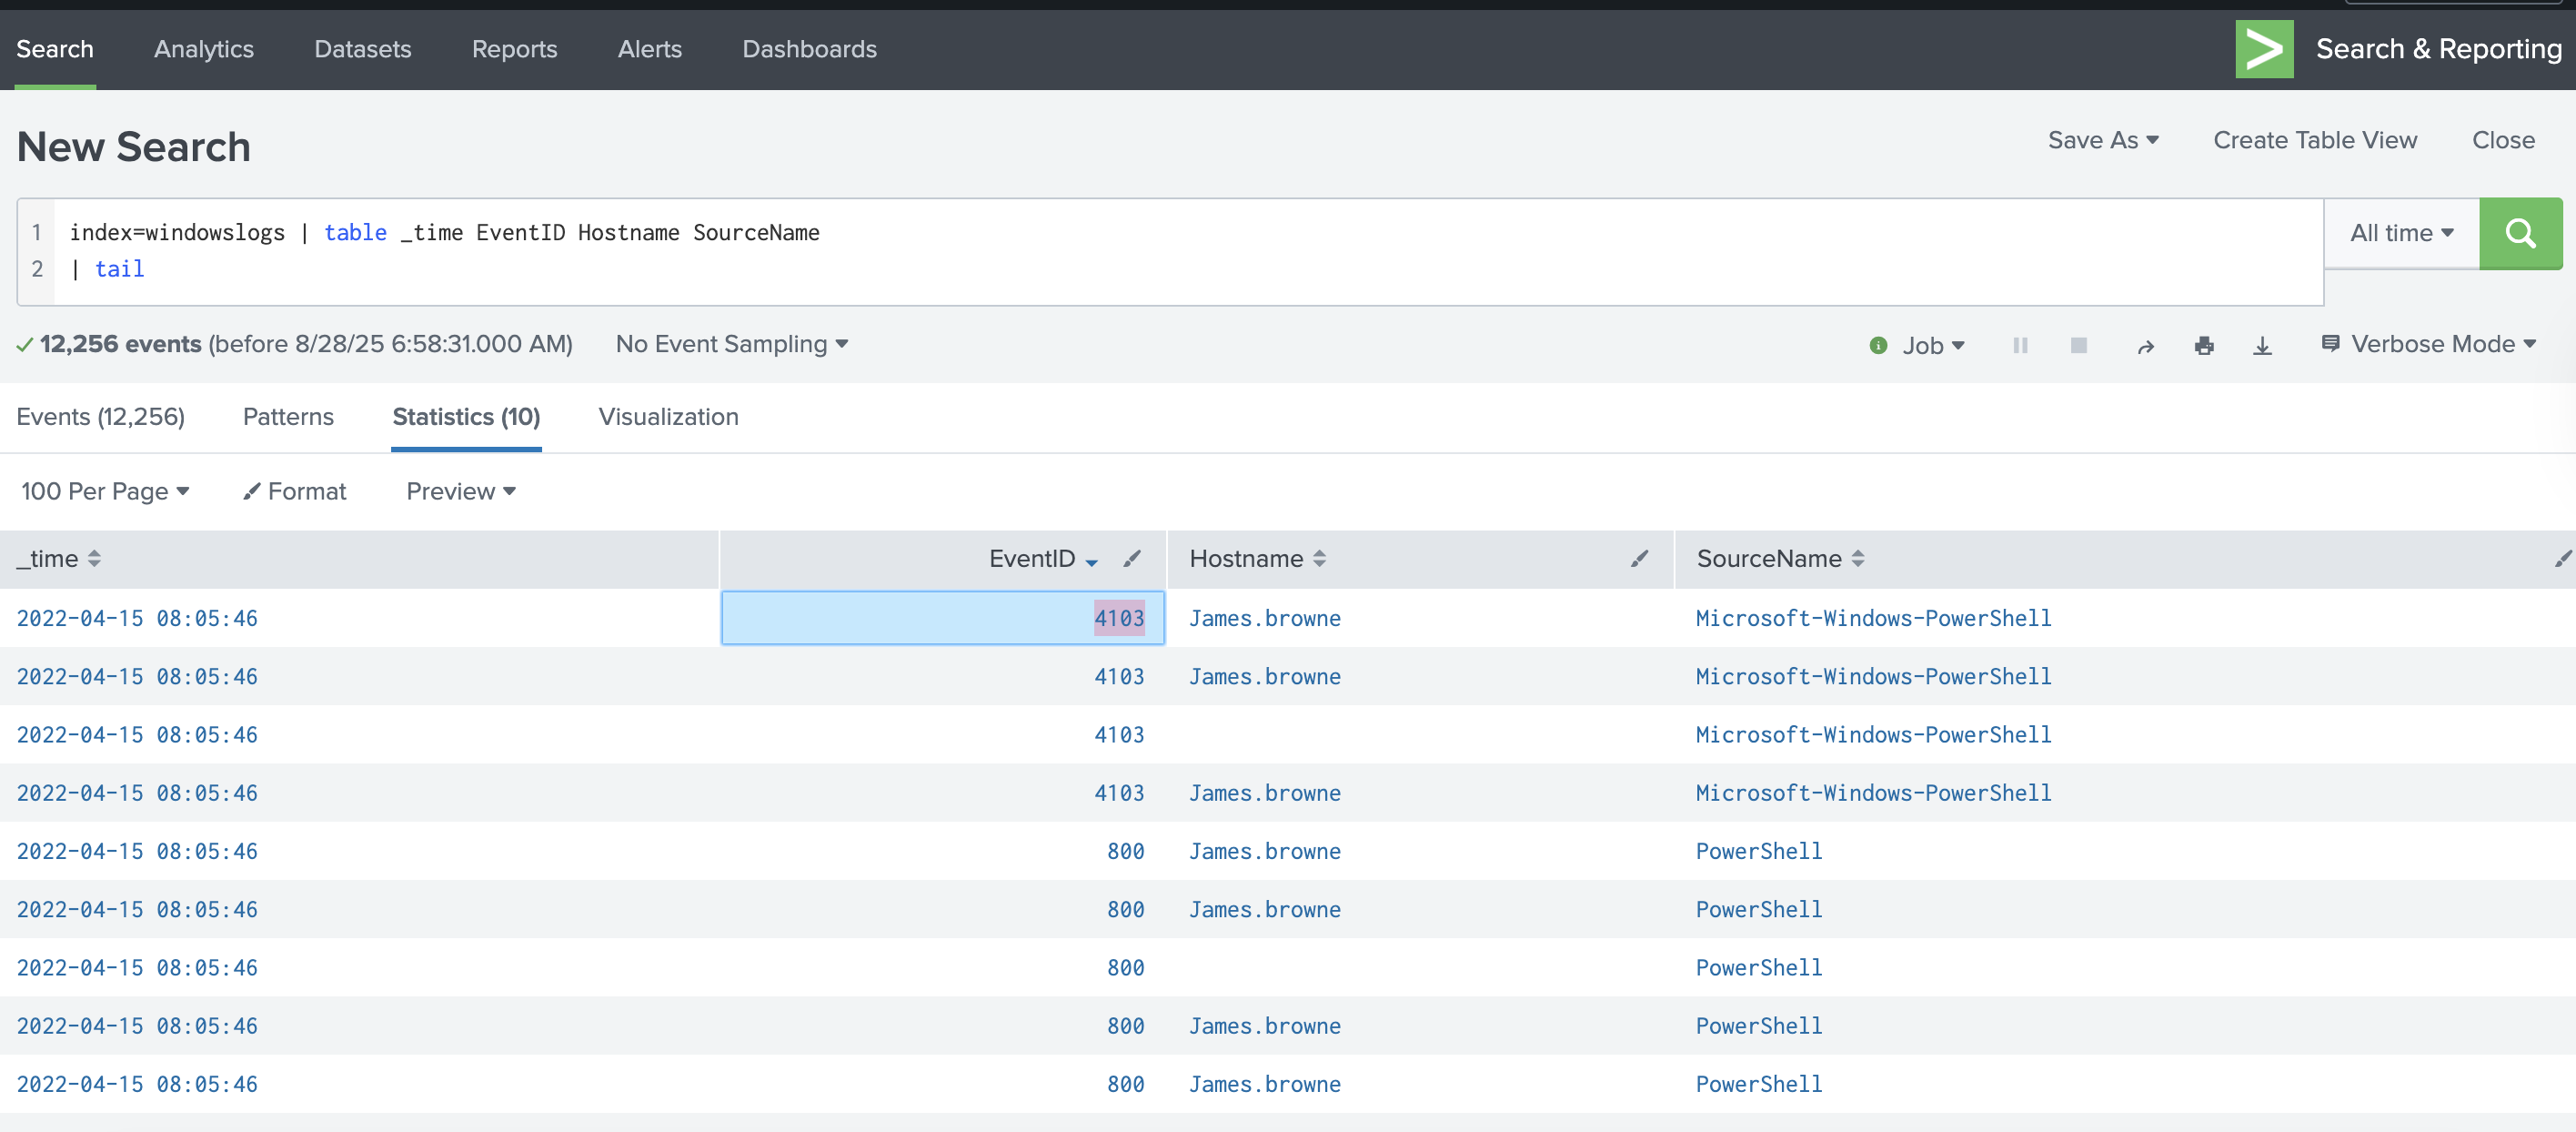 Search Analytics Datasets Reports Alerts Dashboards > Search & Reporting
New Search Save As Create Table View Close
1 index=windowslogs | table _time EventID Hostname SourceName All time
2 | tail
12,256 events (before 8/28/25 6:58:31.000 AM) No Event Sampling Job Verbose Mode
Events (12,256) Patterns Statistics (10) Visualization
100 Per Page Format Preview
_time EventID Hostname SourceName
2022-04-15 08:05:46 4103 James.browne Microsoft-Windows-PowerShell
2022-04-15 08:05:46 4103 James.browne Microsoft-Windows-PowerShell
2022-04-15 08:05:46 4103 Microsoft-Windows-PowerShell
2022-04-15 08:05:46 4103 James.browne Microsoft-Windows-PowerShell
2022-04-15 08:05:46 800 James.browne PowerShell
2022-04-15 08:05:46 800 James.browne PowerShell
2022-04-15 08:05:46 800 PowerShell
2022-04-15 08:05:46 800 James.browne PowerShell
2022-04-15 08:05:46 800 James.browne PowerShell